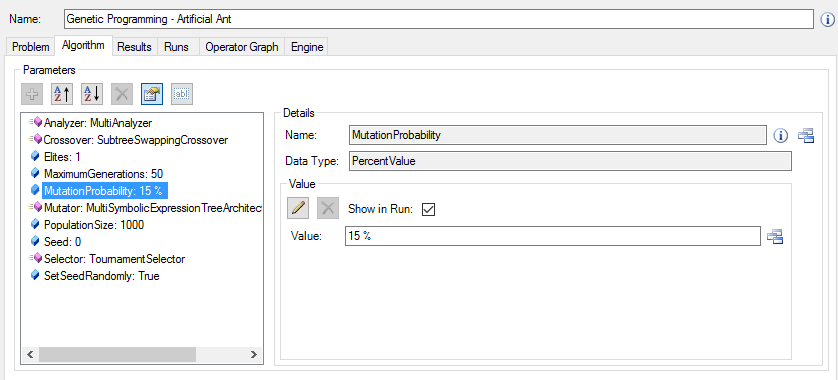 Name: Genetic Programming - Artificial Ant
Problem Algorithm Results Runs Operator Graph Engine
Parameters
Analyzer: MultiAnalyzer
Crossover: SubtreeSwappingCrossover
Elites: 1
MaximumGenerations: 50
MutationProbability: 15 %
Mutator: MultiSymbolicExpressionTreeArchitect
PopulationSize: 1000
Seed: 0
Selector: TournamentSelector
SetSeedRandomly: True
Details
Name: MutationProbability
Data Type: PercentValue
Value
Show in Run:
Value: 15 %